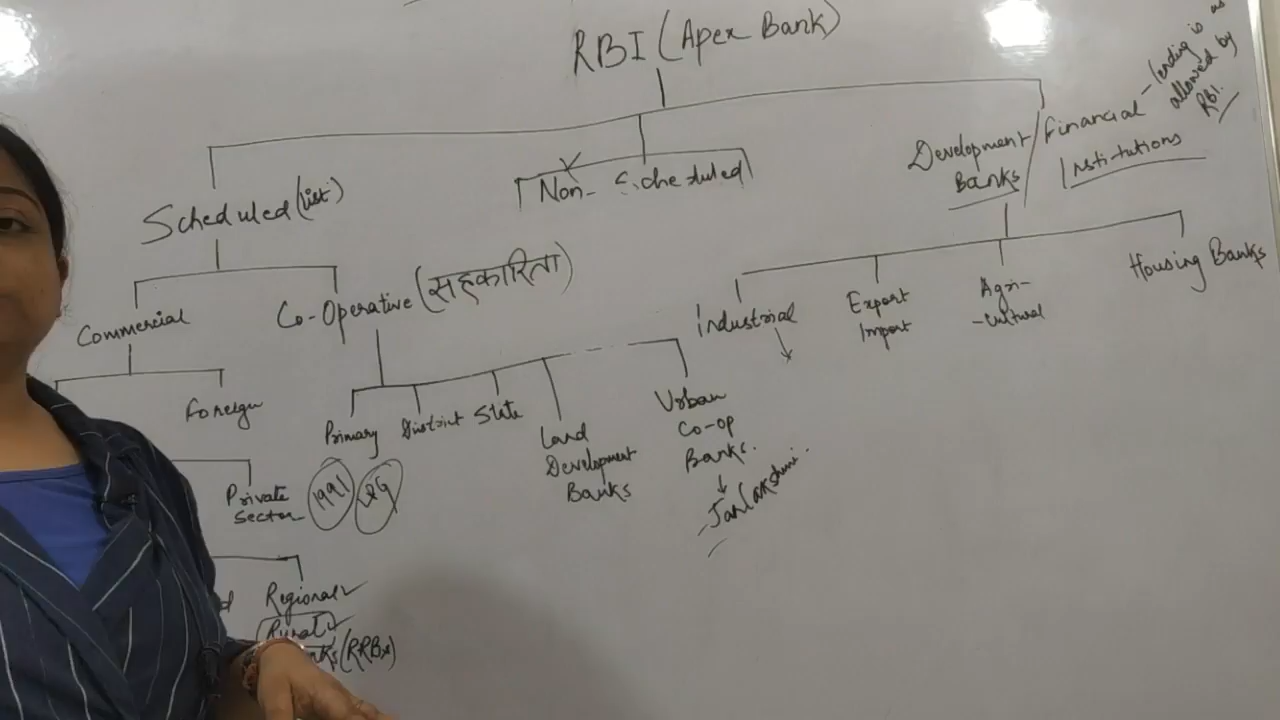 RBI (Apex Bank)
Scheduled (list)
Non-Scheduled
Development Banks / Financial Institutions - lending is as allowed by RBI.
Commercial
Co-Operative (सहकारिता)
Industrial
Export Import
Agri-
-cultural
Housing Banks
Foreign
Primary
District
State
Land
Development
Banks
Urban
Co-op
Banks.
Janlakshmi.
Private
Sector
1991
LPG
Regional
Rural
(RRBs)